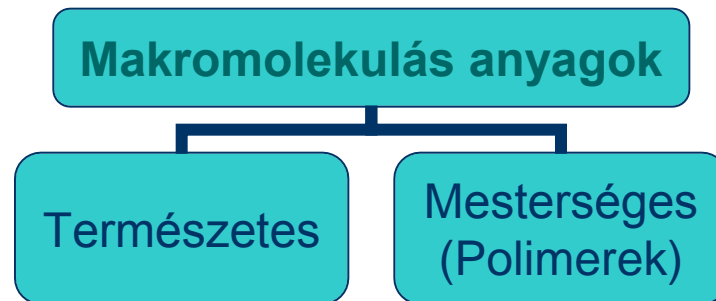 Makromolekulás anyagok
Természetes
Mesterséges
(Polimerek)